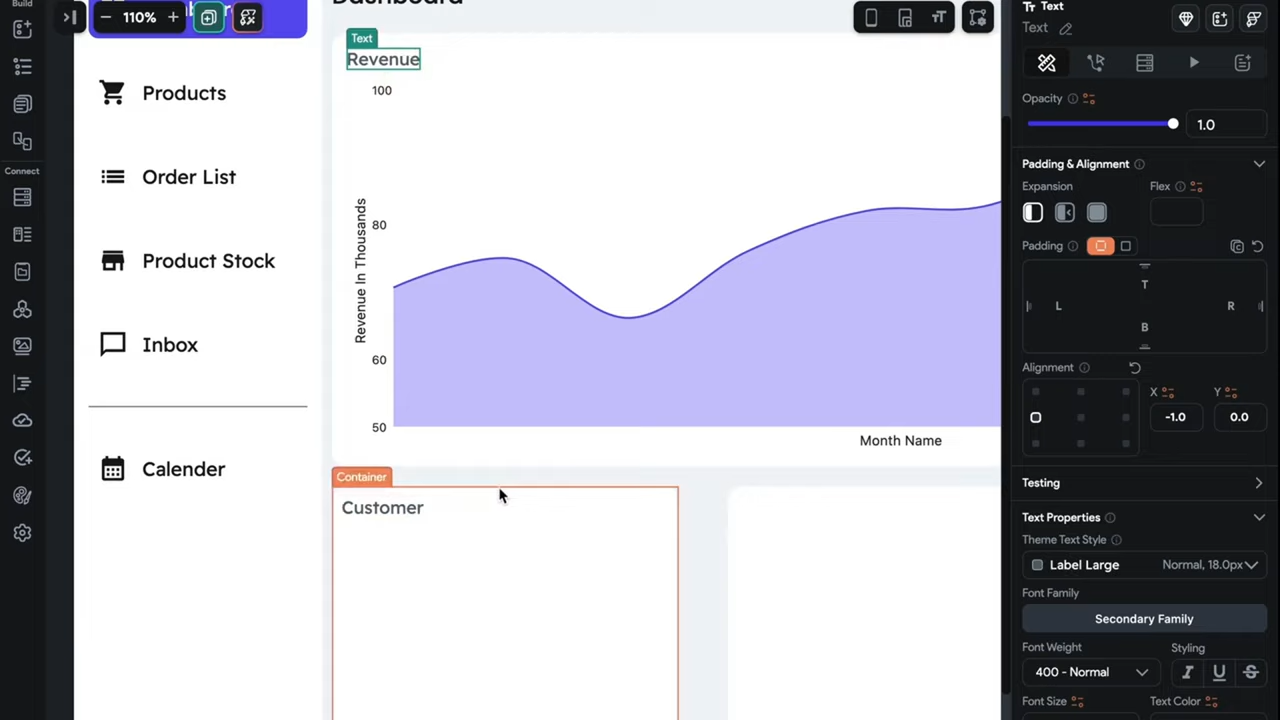 Build
110%
Dashboard
Text
Revenue
100
80
60
50
Revenue In Thousands
Month Name
Products
Order List
Product Stock
Inbox
Calender
Connect
Container
Customer
Text
Text
Opacity
1.0
Padding & Alignment
Expansion
Flex
Padding
T
L
R
B
Alignment
X
Y
-1.0
0.0
Testing
Text Properties
Theme Text Style
Label Large
Normal, 18.0px
Font Family
Secondary Family
Font Weight
Styling
400 - Normal
I U S
Font Size
Text Color